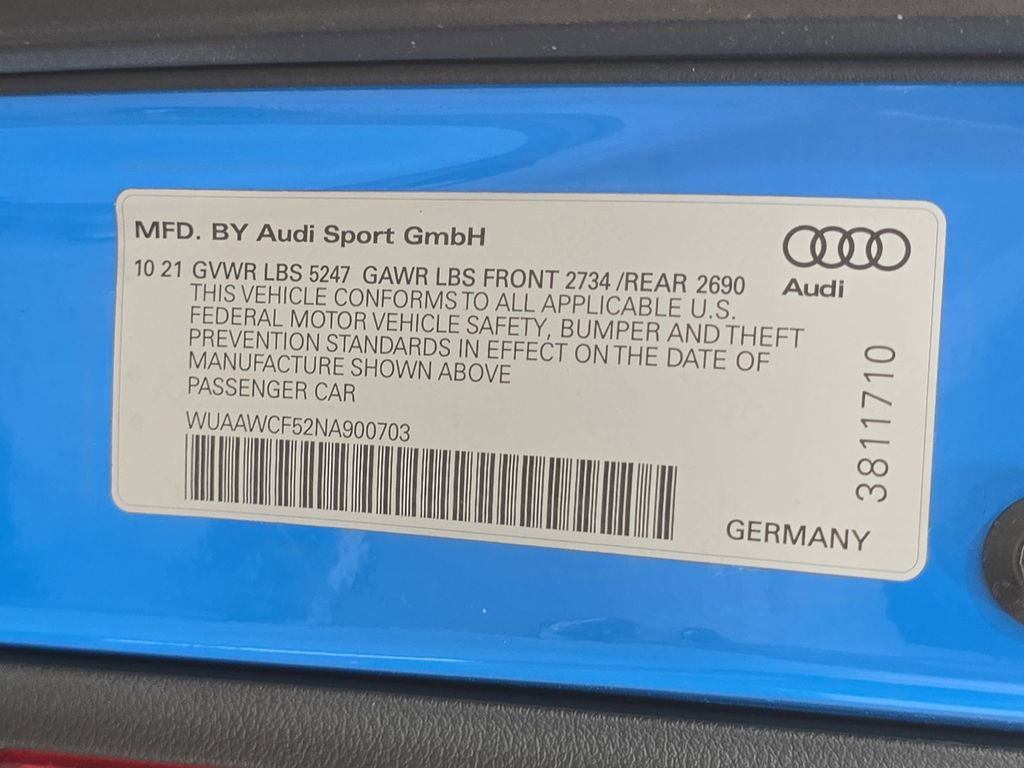 MFD. BY Audi Sport GmbH
Audi
10 21 GVWR LBS 5247 GAWR LBS FRONT 2734 /REAR 2690
THIS VEHICLE CONFORMS TO ALL APPLICABLE U.S.
FEDERAL MOTOR VEHICLE SAFETY, BUMPER AND THEFT
PREVENTION STANDARDS IN EFFECT ON THE DATE OF
MANUFACTURE SHOWN ABOVE
PASSENGER CAR
WUAAWCF52NA900703
GERMANY
3811710